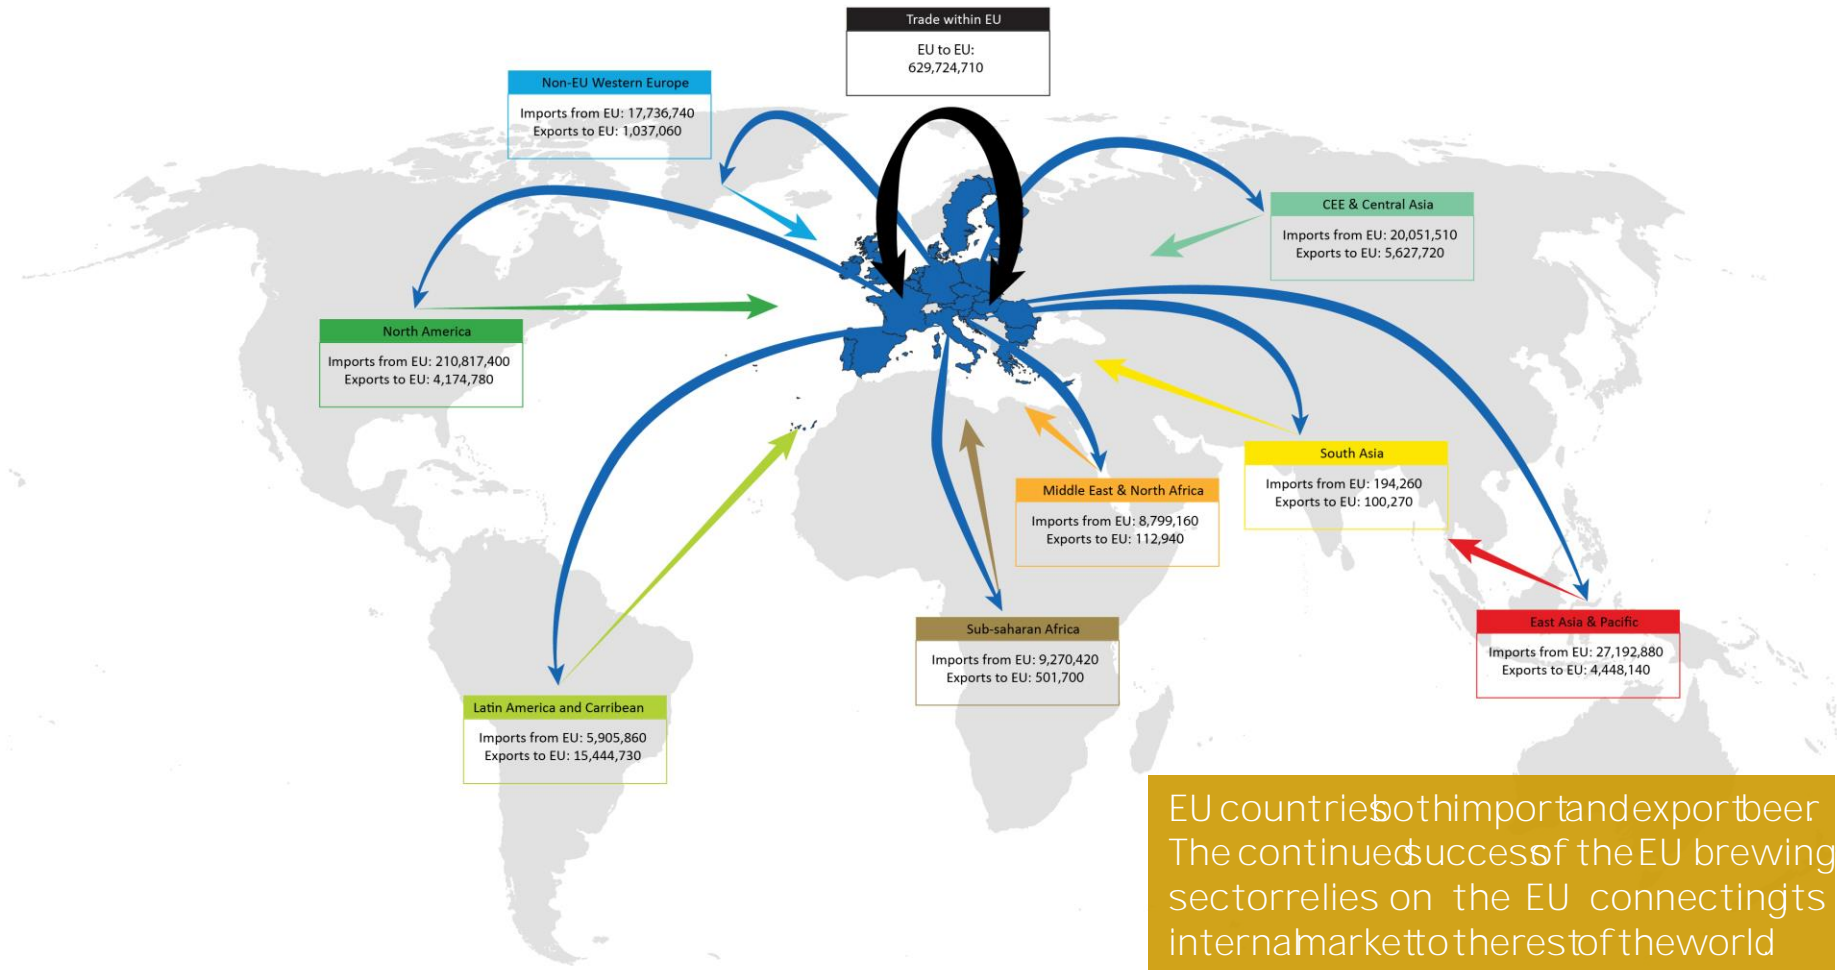 Trade within EU
EU to EU:
629,724,710
Non-EU Western Europe
Imports from EU: 17,736,740
Exports to EU: 1,037,060
CEE & Central Asia
Imports from EU: 20,051,510
Exports to EU: 5,627,720
North America
Imports from EU: 210,817,400
Exports to EU: 4,174,780
South Asia
Imports from EU: 194,260
Exports to EU: 100,270
Middle East & North Africa
Imports from EU: 8,799,160
Exports to EU: 112,940
Sub-saharan Africa
Imports from EU: 9,270,420
Exports to EU: 501,700
East Asia & Pacific
Imports from EU: 27,192,880
Exports to EU: 4,448,140
Latin America and Carribean
Imports from EU: 5,905,860
Exports to EU: 15,444,730
EU countries both import and export beer.
The continued success of the EU brewing
sector relies on the EU connecting its
internal market to the rest of the world